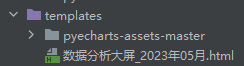 templates
pyecharts-assets-master
数据分析大屏_2023年05月.html